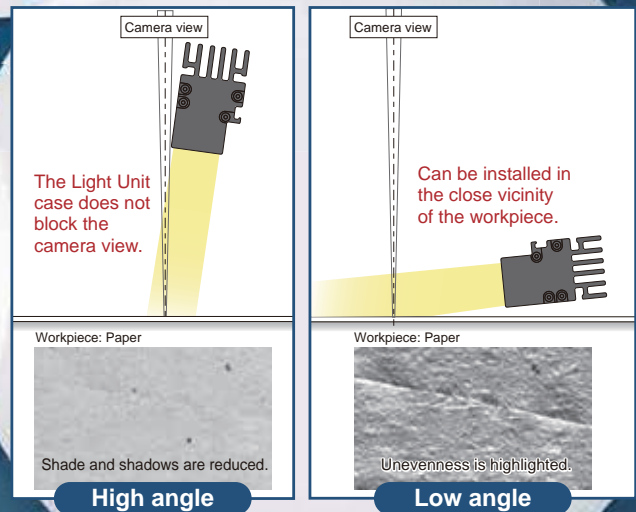 Camera view
The Light Unit
case does not
block the
camera view.
Workpiece: Paper
Shade and shadows are reduced.
High angle
Camera view
Can be installed in
the close vicinity
of the workpiece.
Workpiece: Paper
Unevenness is highlighted.
Low angle